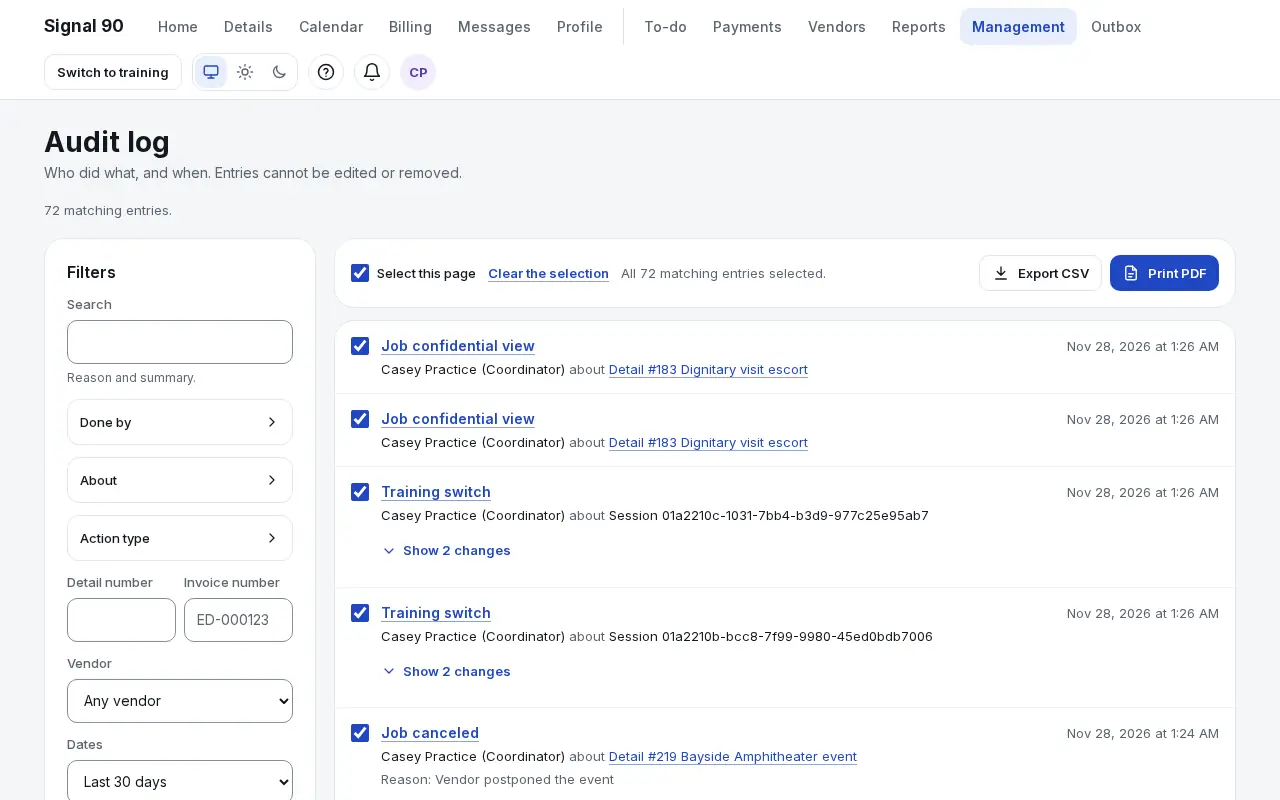 Signal 90
Home
Details
Calendar
Billing
Messages
Profile
To-do
Payments
Vendors
Reports
Management
Outbox
Switch to training
CP
Audit log
Who did what, and when. Entries cannot be edited or removed.
72 matching entries.
Filters
Search
Reason and summary.
Done by
About
Action type
Detail number
Invoice number
ED-000123
Vendor
Any vendor
Dates
Last 30 days
Select this page
Clear the selection
All 72 matching entries selected.
Export CSV
Print PDF
Job confidential view
Nov 28, 2026 at 1:26 AM
Casey Practice (Coordinator) about Detail #183 Dignitary visit escort
Job confidential view
Nov 28, 2026 at 1:26 AM
Casey Practice (Coordinator) about Detail #183 Dignitary visit escort
Training switch
Nov 28, 2026 at 1:26 AM
Casey Practice (Coordinator) about Session 01a2210c-1031-7bb4-b3d9-977c25e95ab7
Show 2 changes
Training switch
Nov 28, 2026 at 1:26 AM
Casey Practice (Coordinator) about Session 01a2210b-bcc8-7f99-9980-45ed0bdb7006
Show 2 changes
Job canceled
Nov 28, 2026 at 1:24 AM
Casey Practice (Coordinator) about Detail #219 Bayside Amphitheater event
Reason: Vendor postponed the event